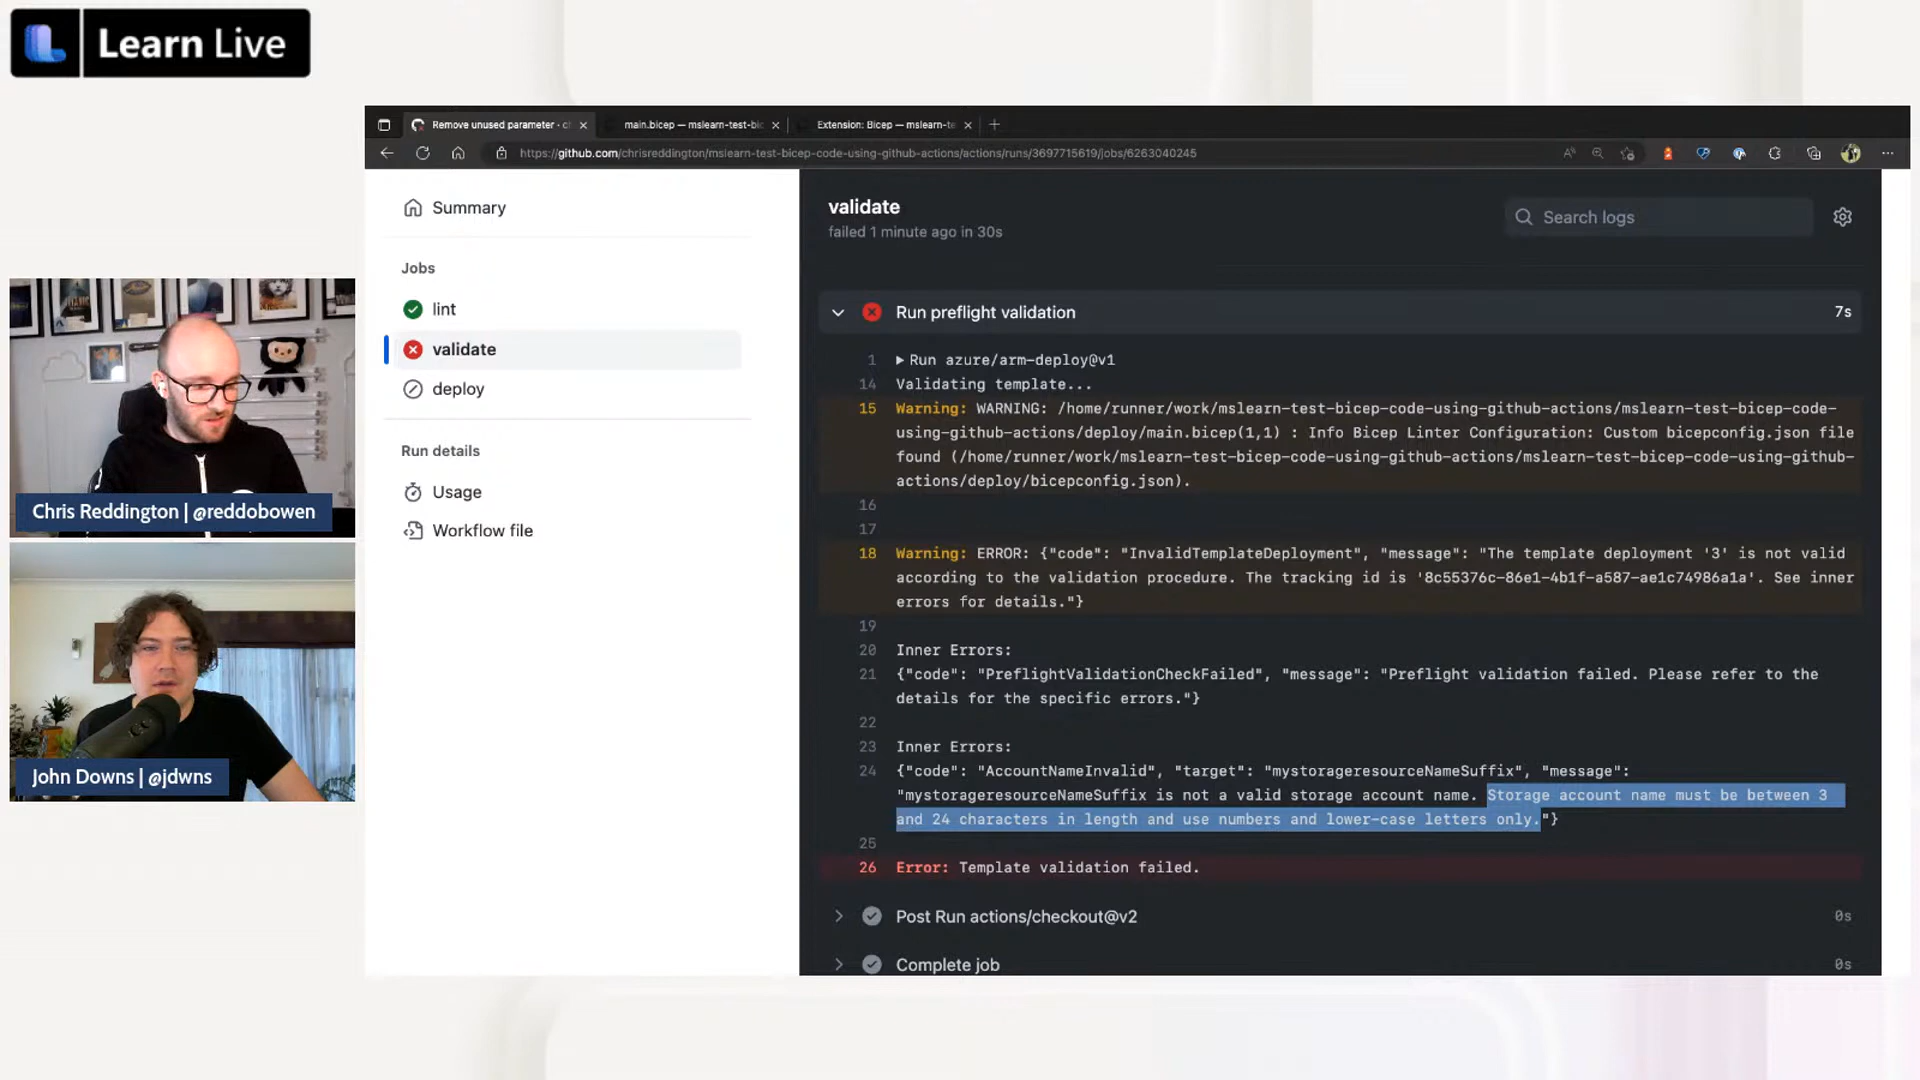 Learn Live
Remove unused parameter · c
main.bicep — mslearn-test-bic
Extension: Bicep — mslearn-te
https://github.com/chrisreddington/mslearn-test-bicep-code-using-github-actions/actions/runs/3697715619/jobs/6263040245
Summary
Jobs
lint
validate
deploy
Run details
Usage
Workflow file
validate
failed 1 minute ago in 30s
Search logs
Run preflight validation 7s
1 Run azure/arm-deploy@v1
14 Validating template...
15 Warning: WARNING: /home/runner/work/mslearn-test-bicep-code-using-github-actions/mslearn-test-bicep-code-
using-github-actions/deploy/main.bicep(1,1) : Info Bicep Linter Configuration: Custom bicepconfig.json file
found (/home/runner/work/mslearn-test-bicep-code-using-github-actions/mslearn-test-bicep-code-using-github-
actions/deploy/bicepconfig.json).
16
17
18 Warning: ERROR: {"code": "InvalidTemplateDeployment", "message": "The template deployment '3' is not valid
according to the validation procedure. The tracking id is '8c55376c-86e1-4b1f-a587-ae1c74986a1a'. See inner
errors for details."}
19
20 Inner Errors:
21 {"code": "PreflightValidationCheckFailed", "message": "Preflight validation failed. Please refer to the
details for the specific errors."}
22
23 Inner Errors:
24 {"code": "AccountNameInvalid", "target": "mystorageresourceNameSuffix", "message":
"mystorageresourceNameSuffix is not a valid storage account name. Storage account name must be between 3
and 24 characters in length and use numbers and lower-case letters only."}
25
26 Error: Template validation failed.
Post Run actions/checkout@v2 0s
Complete job 0s
Chris Reddington | @reddobowen
John Downs | @jdwns